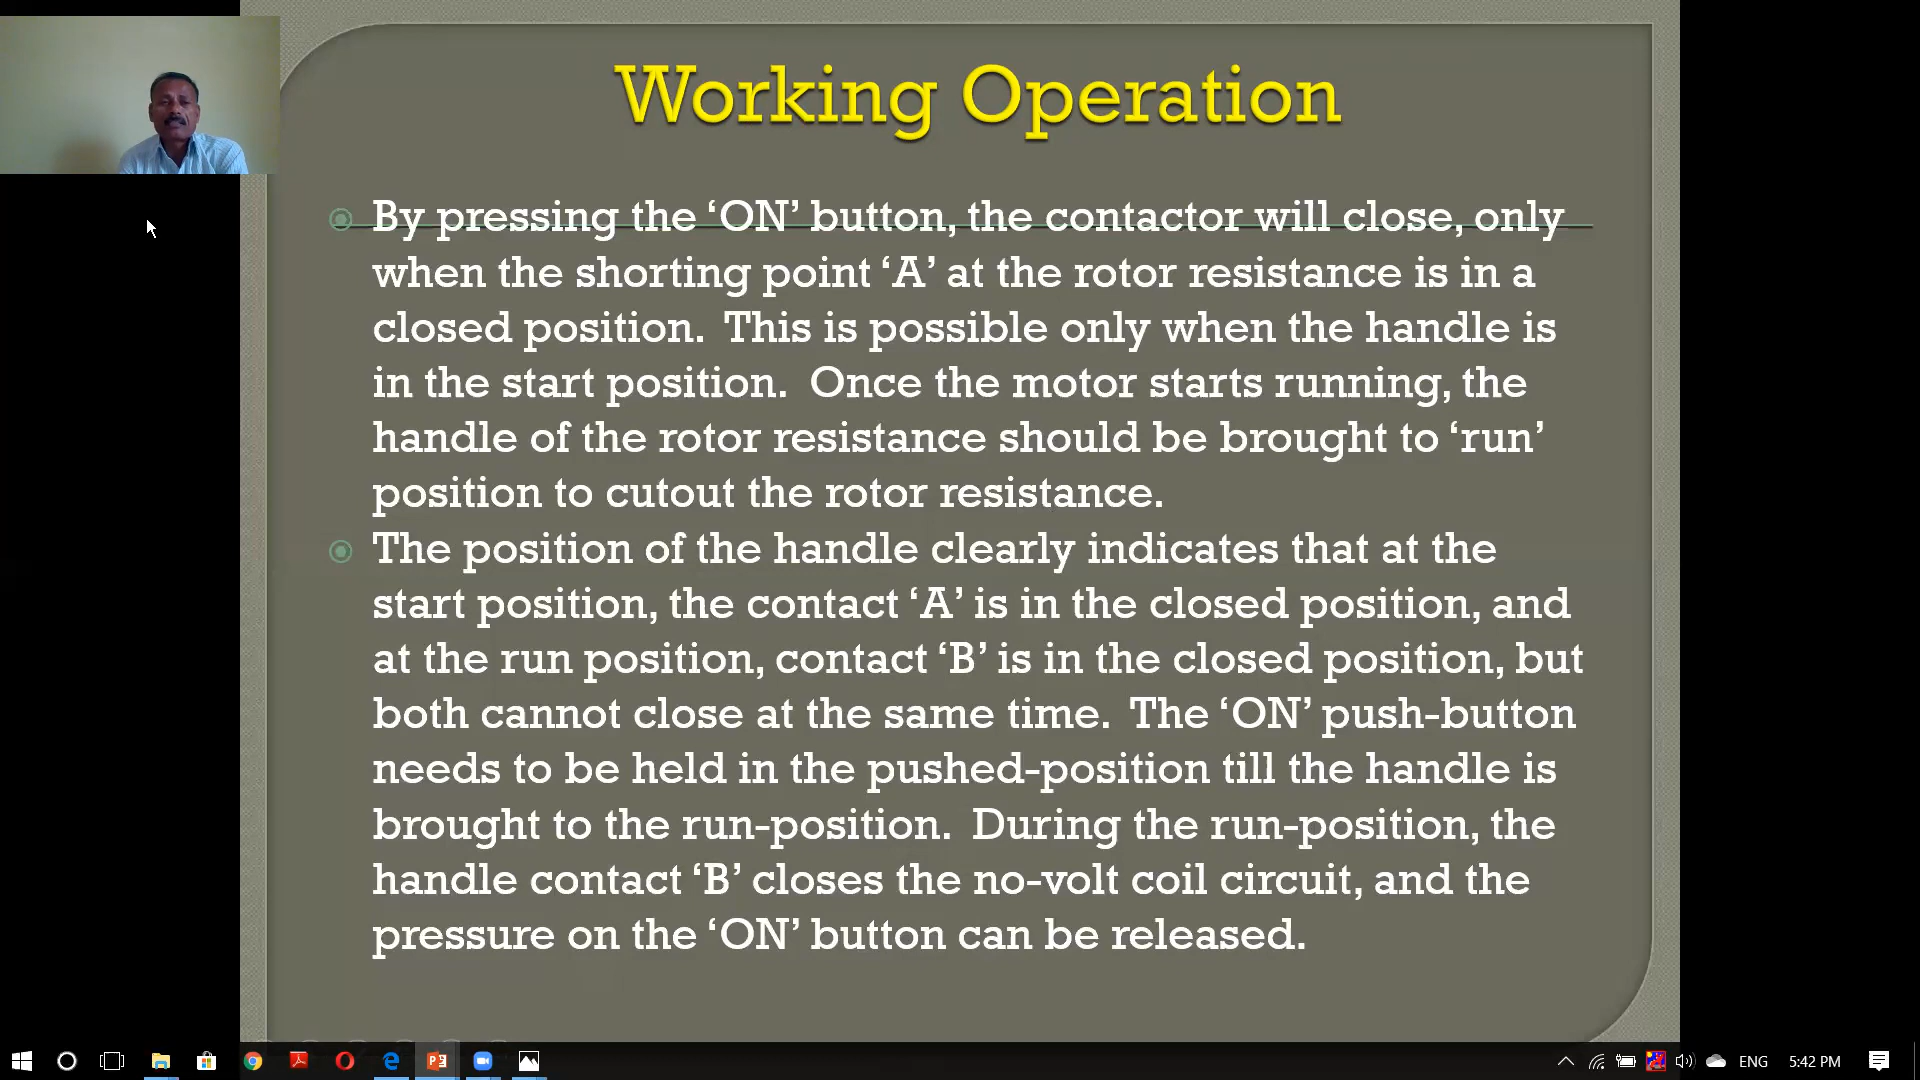 Working Operation
By pressing the ‘ON’ button, the contactor will close, only
when the shorting point ‘A’ at the rotor resistance is in a
closed position.  This is possible only when the handle is
in the start position.  Once the motor starts running, the
handle of the rotor resistance should be brought to ‘run’
position to cutout the rotor resistance.
The position of the handle clearly indicates that at the
start position, the contact ‘A’ is in the closed position, and
at the run position, contact ‘B’ is in the closed position, but
both cannot close at the same time.  The ‘ON’ push-button
needs to be held in the pushed-position till the handle is
brought to the run-position.  During the run-position, the
handle contact ‘B’ closes the no-volt coil circuit, and the
pressure on the ‘ON’ button can be released.
ENG
5:42 PM